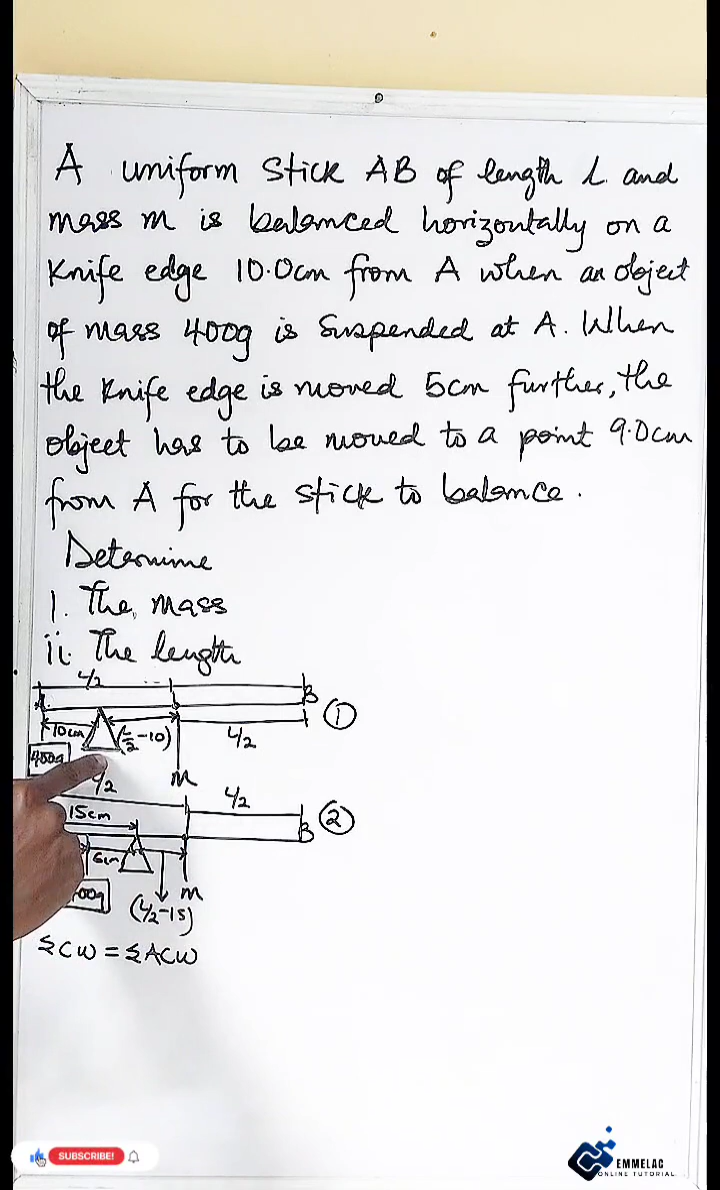 A uniform stick AB of length L and
mass m is balanced horizontally on a
Knife edge 10.0cm from A when an object
of mass 400g is suspended at A. When
the Knife edge is moved 5cm further, the
object has to be moved to a point 9.0cm
from A for the stick to balance.
Determine
I. The mass
ii. The length
L/2
B
10cm (L/2-10) L/2 ①
400g
m
L/2 L/2
15cm B ②
6cm
00g m
(L/2-15)
ΣCW = ΣACW
SUBSCRIBE!
EMMELAC
ONLINE TUTORIAL